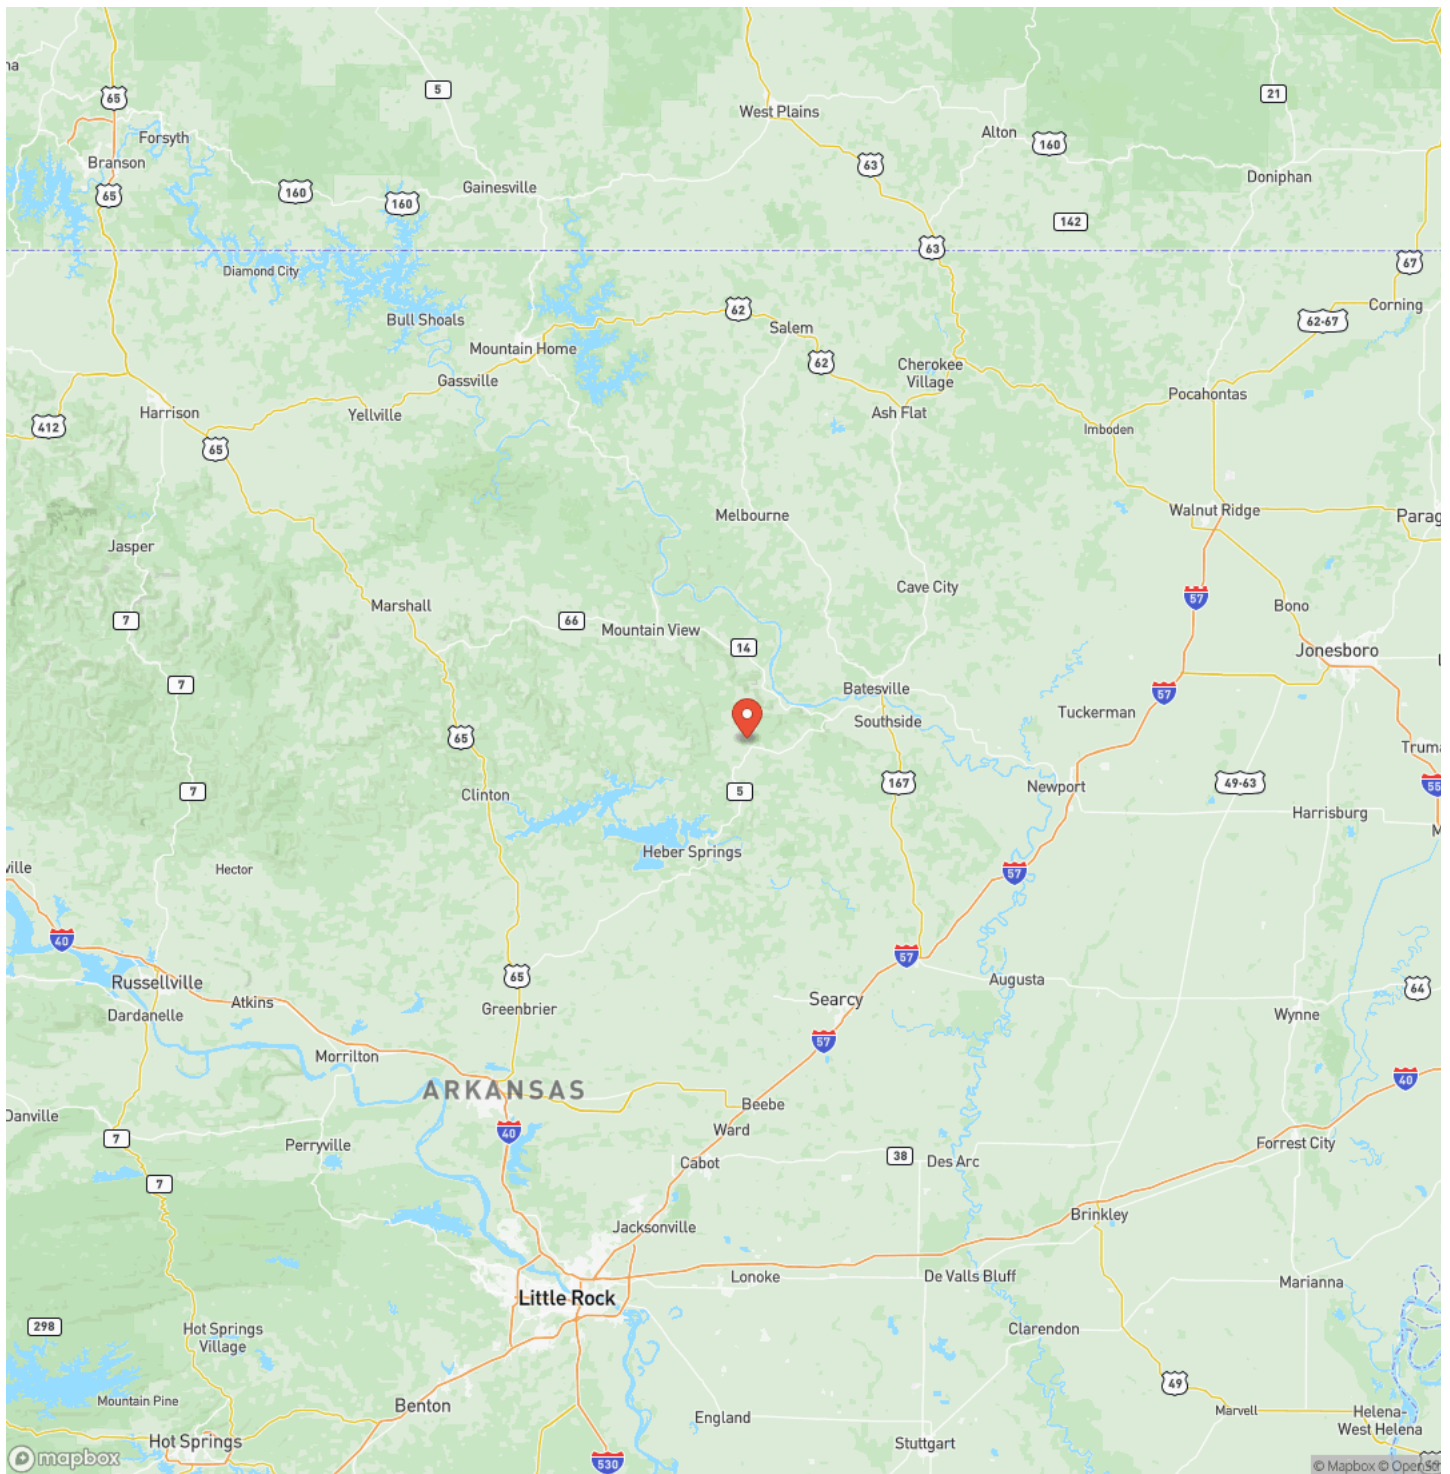 na
65
5
21
West Plains
Forsyth
Alton
160
Branson
63
65
160
160
Gainesville
Doniphan
142
63
67
Diamond City
62
Corning
Bull Shoals
Salem
62-67
Mountain Home
62
Cherokee
Village
Gassville
Pocahontas
Harrison
Yellville
Ash Flat
412
Imboden
65
Melbourne
Walnut Ridge
Parag
Jasper
Cave City
57
Marshall
Bono
7
66
Mountain View
14
Jonesboro
7
Batesville
57
Tuckerman
Southside
65
Truma
7
Clinton
5
167
Newport
49-63
55
Harrisburg
M
Heber Springs
ville
Hector
57
40
57
65
Russellville
Augusta
64
Atkins
Searcy
Dardanelle
Greenbrier
Wynne
57
Morrilton
40
ARKANSAS
Danville
Beebe
7
40
Ward
Perryville
Forrest City
38
Cabot
Des Arc
7
Brinkley
Jacksonville
Lonoke
De Valls Bluff
Marianna
Little Rock
298
Hot Springs
Village
Clarendon
49
Mountain Pine
Benton
Marvell
England
Helena-
West Helena
Hot Springs
Stuttgart
530
mapbox
© Mapbox © OpenSt